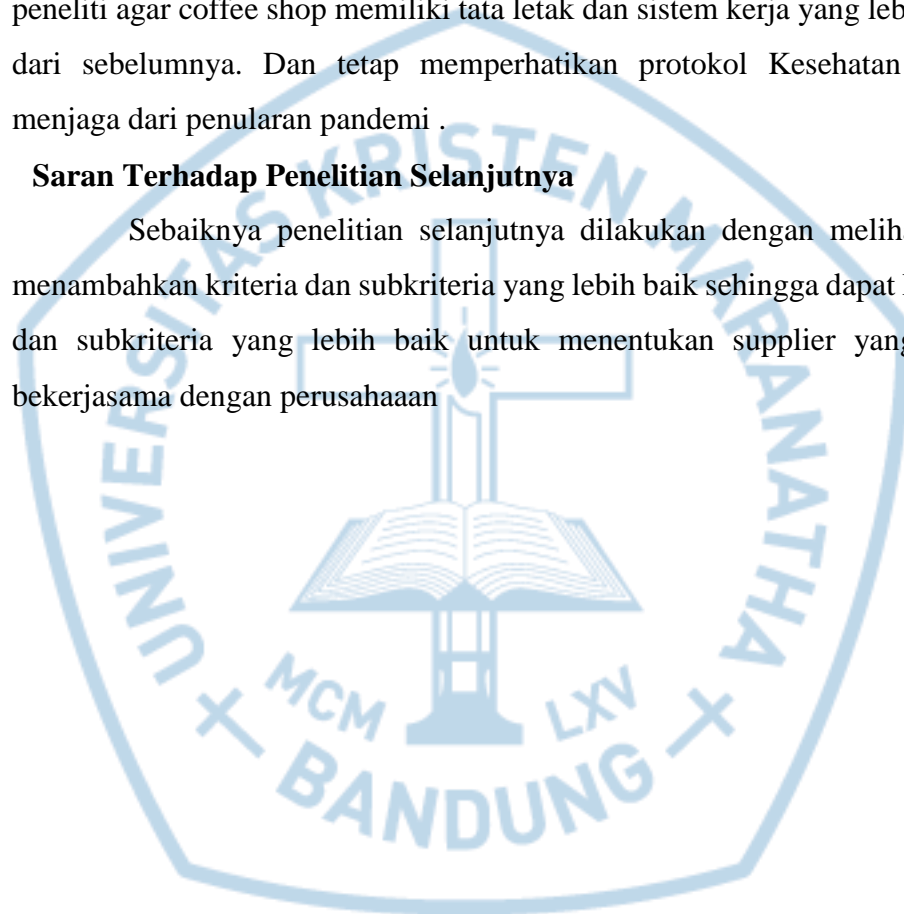 peneliti agar coffee shop memiliki tata letak dan sistem kerja yang
dari sebelumnya. Dan tetap memperhatikan protokol Kesehatan
menjaga dari penularan pandemi .
Saran Terhadap Penelitian Selanjutnya
Sebaiknya penelitian selanjutnya dilakukan dengan
menambahkan kriteria dan subkriteria yang lebih baik sehingga dapat
dan subkriteria yang lebih baik untuk menentukan supplier yang
bekerjasama dengan perusahaaan
UNIVERSITAS KRISTEN MARANATHA
MCM LXV
BANDUNG